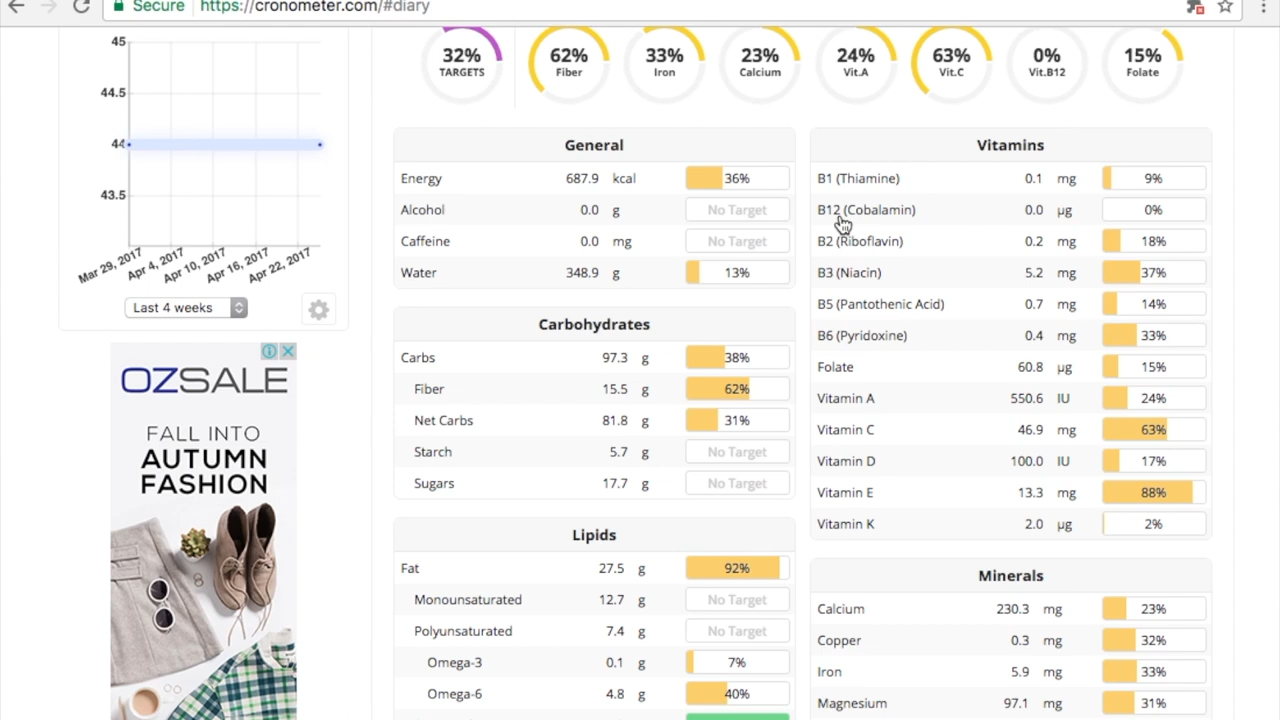 Secure https://cronometer.com/#diary
45
44.5
44
43.5
Mar 29, 2017
Apr 4, 2017
Apr 10, 2017
Apr 16, 2017
Apr 22, 2017
Last 4 weeks
OZSALE
FALL INTO
AUTUMN
FASHION
32% TARGETS
62% Fiber
33% Iron
23% Calcium
24% Vit.A
63% Vit.C
0% Vit.B12
15% Folate
General
Energy 687.9 kcal 36%
Alcohol 0.0 g No Target
Caffeine 0.0 mg No Target
Water 348.9 g 13%
Carbohydrates
Carbs 97.3 g 38%
Fiber 15.5 g 62%
Net Carbs 81.8 g 31%
Starch 5.7 g No Target
Sugars 17.7 g No Target
Lipids
Fat 27.5 g 92%
Monounsaturated 12.7 g No Target
Polyunsaturated 7.4 g No Target
Omega-3 0.1 g 7%
Omega-6 4.8 g 40%
Vitamins
B1 (Thiamine) 0.1 mg 9%
B12 (Cobalamin) 0.0 µg 0%
B2 (Riboflavin) 0.2 mg 18%
B3 (Niacin) 5.2 mg 37%
B5 (Pantothenic Acid) 0.7 mg 14%
B6 (Pyridoxine) 0.4 mg 33%
Folate 60.8 µg 15%
Vitamin A 550.6 IU 24%
Vitamin C 46.9 mg 63%
Vitamin D 100.0 IU 17%
Vitamin E 13.3 mg 88%
Vitamin K 2.0 µg 2%
Minerals
Calcium 230.3 mg 23%
Copper 0.3 mg 32%
Iron 5.9 mg 33%
Magnesium 97.1 mg 31%